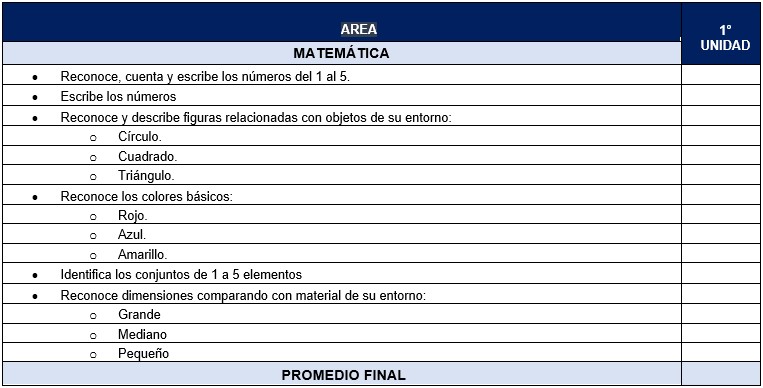 AREA
1°
UNIDAD
MATEMÁTICA
• Reconoce, cuenta y escribe los números del 1 al 5.
• Escribe los números
• Reconoce y describe figuras relacionadas con objetos de su entorno:
o Círculo.
o Cuadrado.
o Triángulo.
• Reconoce los colores básicos:
o Rojo.
o Azul.
o Amarillo.
• Identifica los conjuntos de 1 a 5 elementos
• Reconoce dimensiones comparando con material de su entorno:
o Grande
o Mediano
o Pequeño
PROMEDIO FINAL